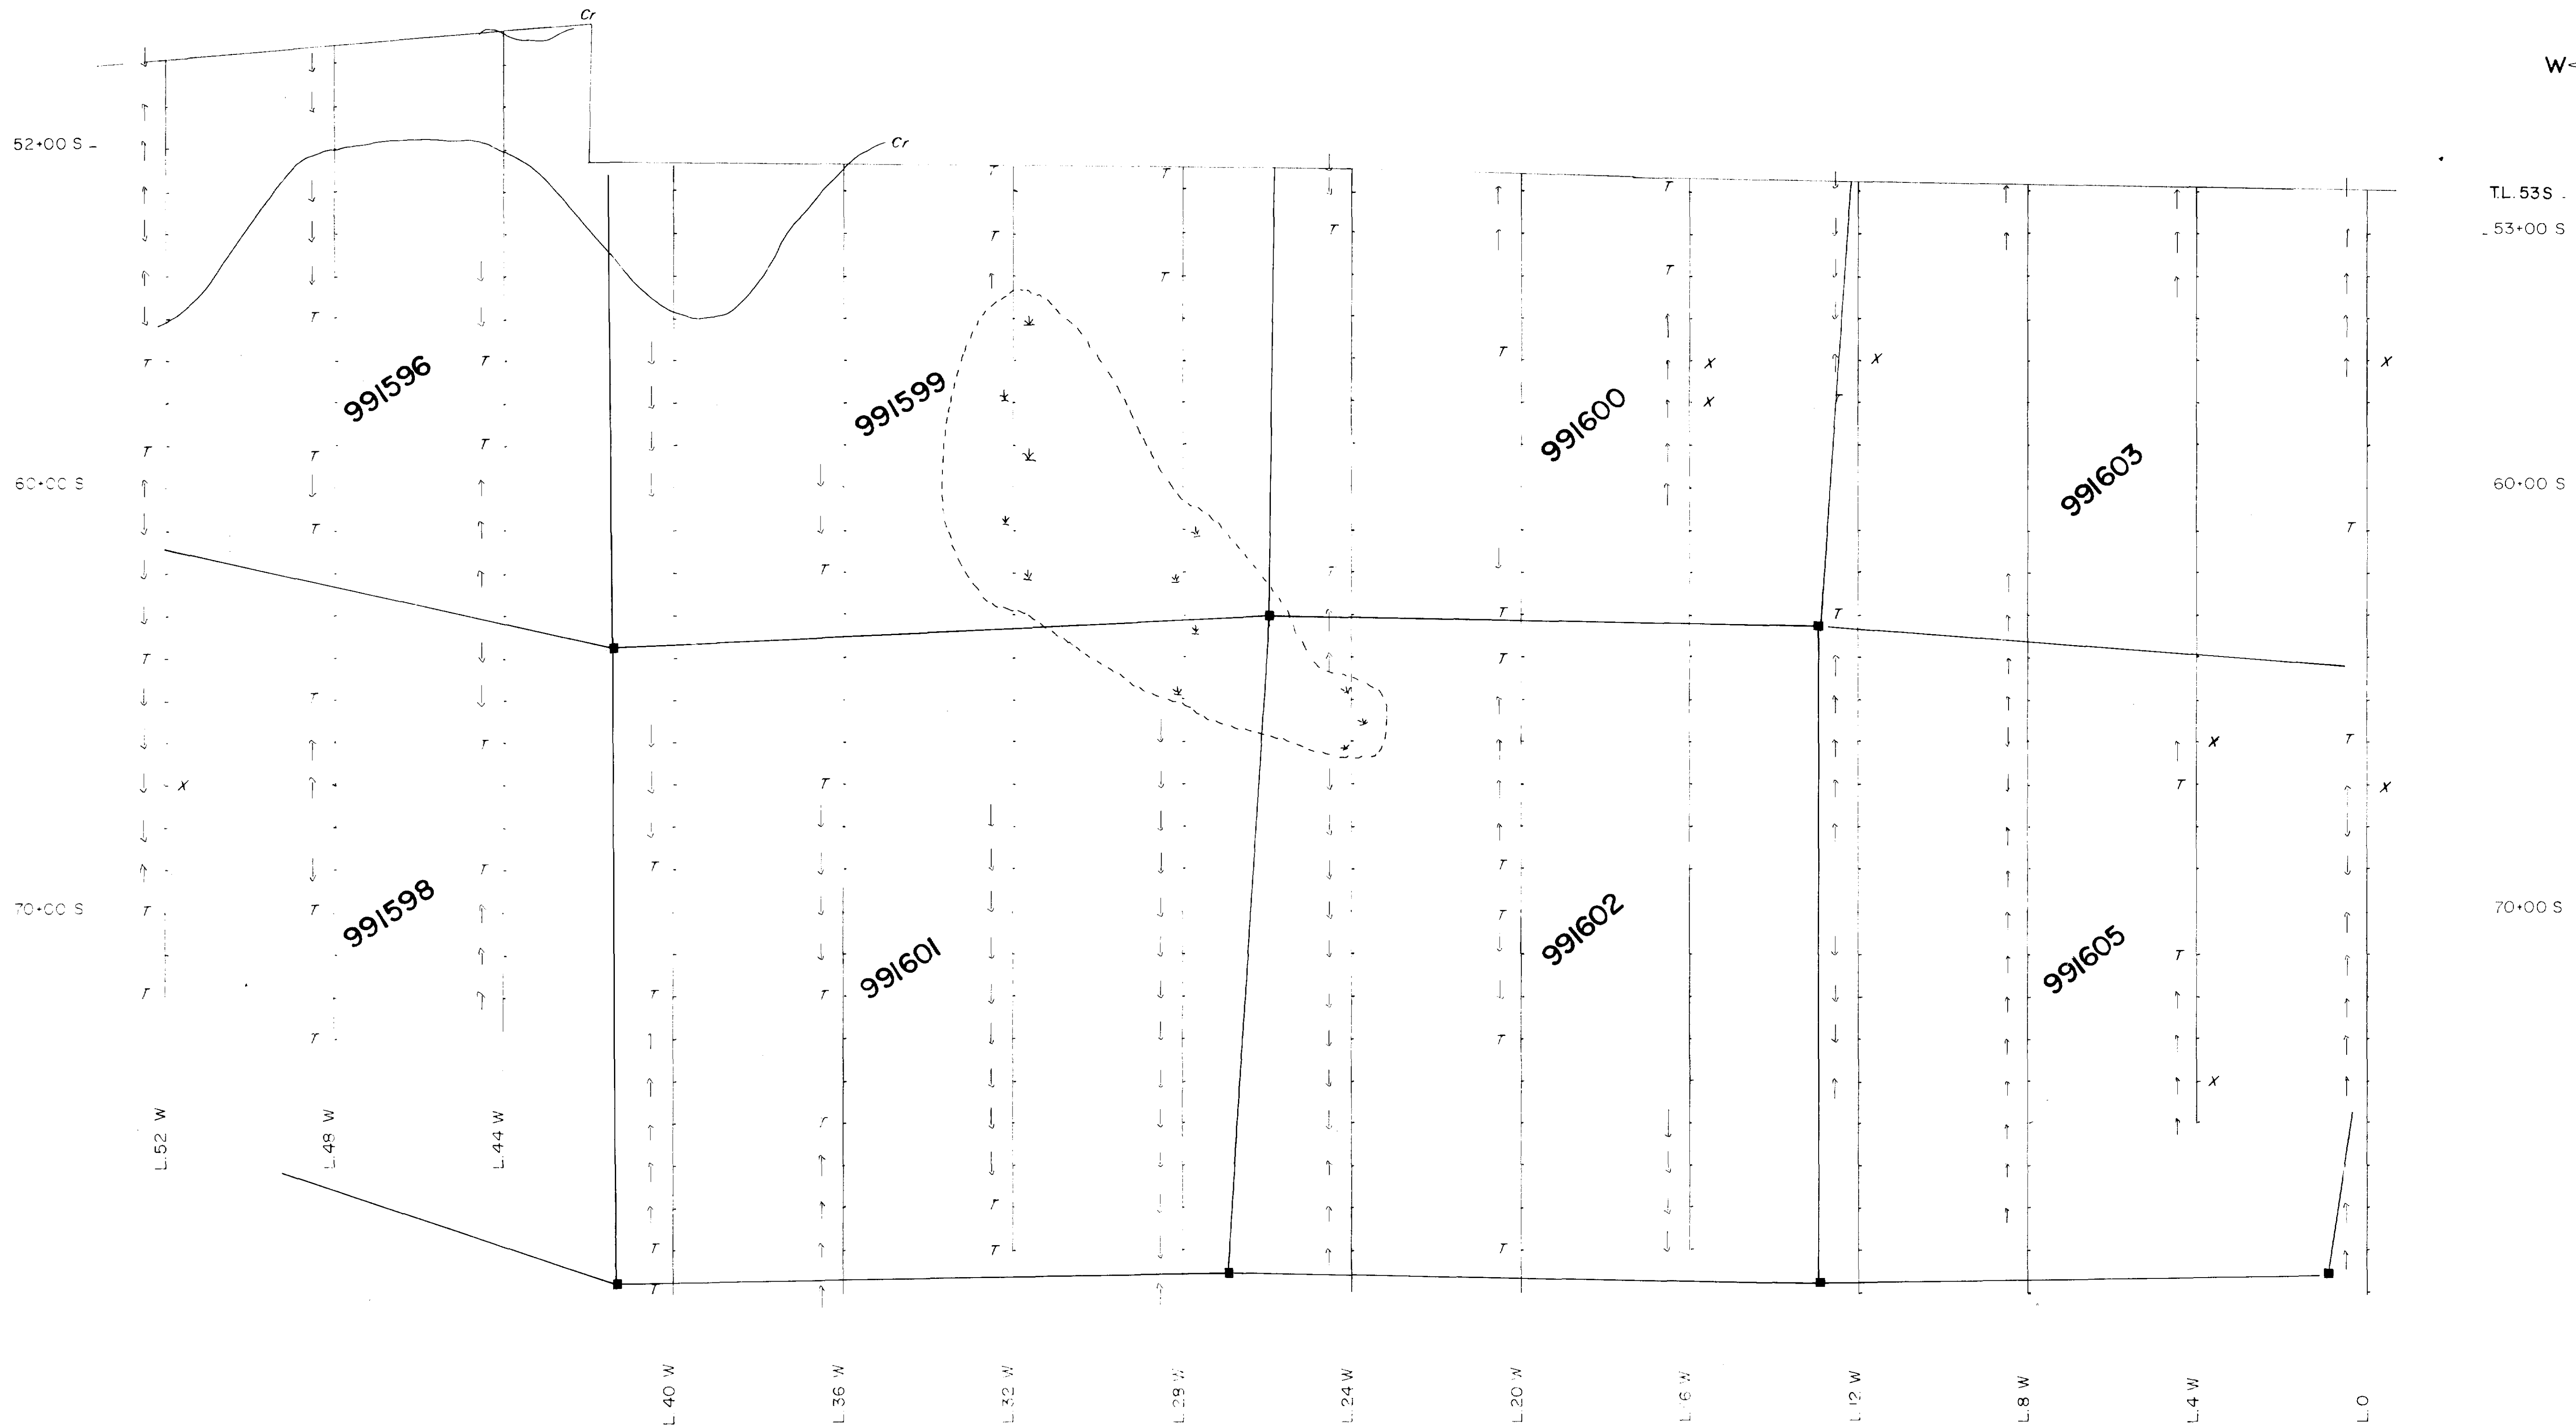 Cr
W
52+00 S
Cr
T.L. 53 S
53+00 S
991596
991599
991600
991603
60+00 S
60+00 S
991598
991601
991602
991605
70+00 S
70+00 S
L.52 W
L.48 W
L.44 W
L.40 W
L.36 W
L.32 W
L.28 W
L.24 W
L.20 W
L.16 W
L.12 W
L.8 W
L.4 W
L.0